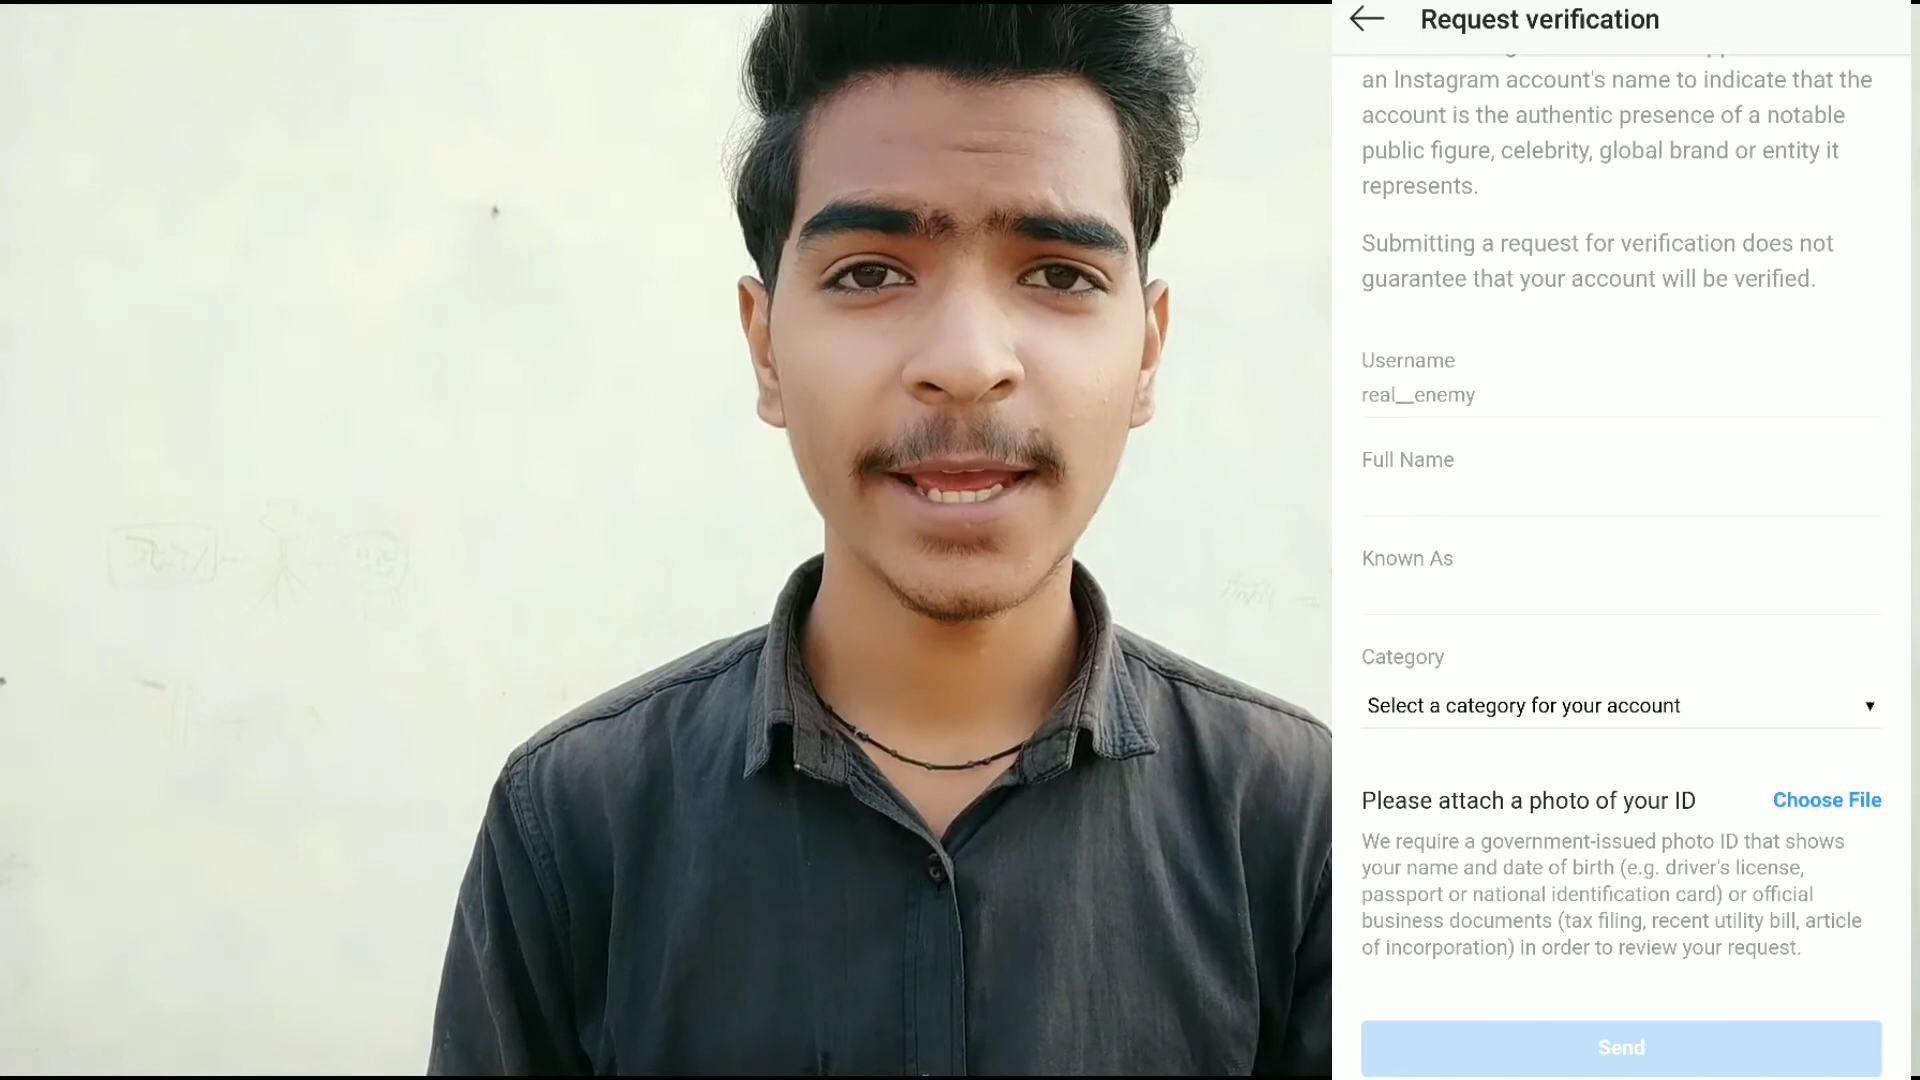 Request verification
an Instagram account's name to indicate that the
account is the authentic presence of a notable
public figure, celebrity, global brand or entity it
represents.
Submitting a request for verification does not
guarantee that your account will be verified.
Username
real__enemy
Full Name
Known As
Category
Select a category for your account
Please attach a photo of your ID
Choose File
We require a government-issued photo ID that shows
your name and date of birth (e.g. driver's license,
passport or national identification card) or official
business documents (tax filing, recent utility bill, article
of incorporation) in order to review your request.
Send